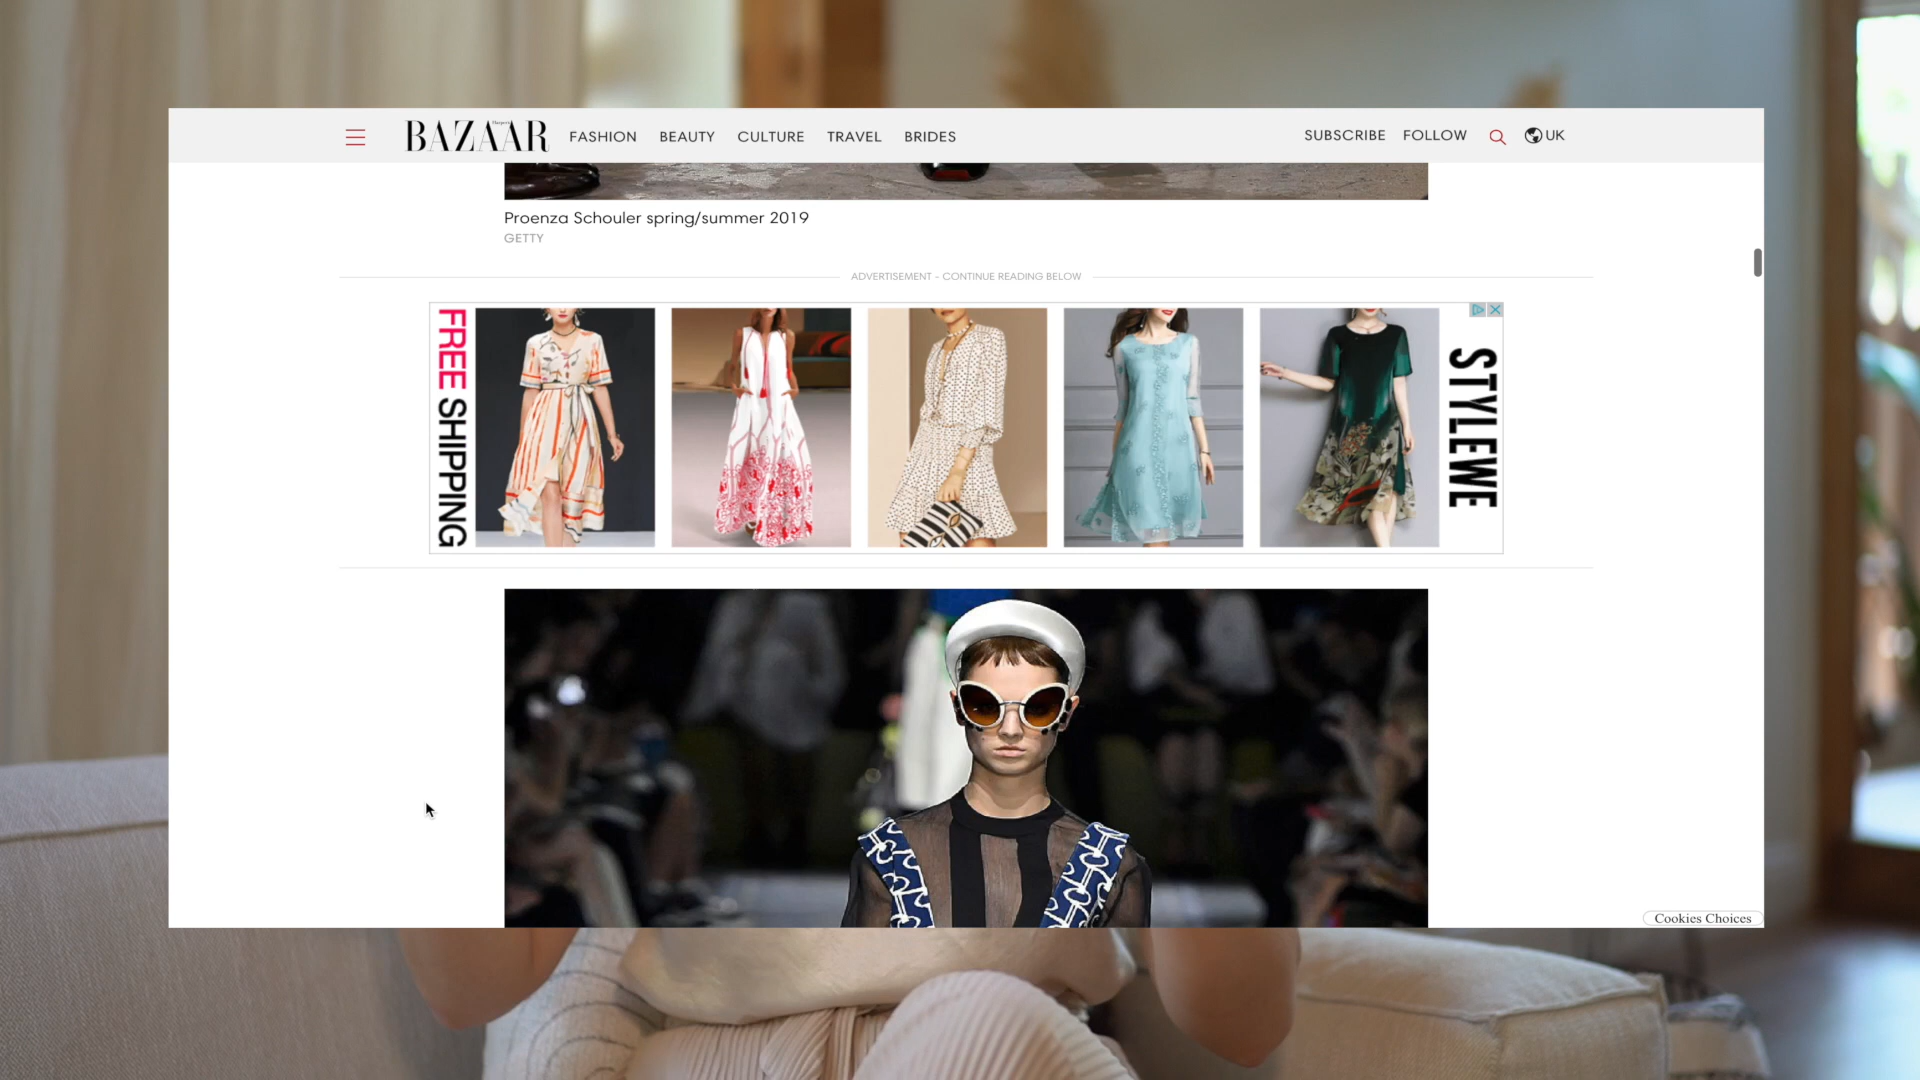 Harper's
BAZAAR
FASHION
BEAUTY
CULTURE
TRAVEL
BRIDES
SUBSCRIBE
FOLLOW
UK
Proenza Schouler spring/summer 2019
GETTY
ADVERTISEMENT - CONTINUE READING BELOW
FREE SHIPPING
STYLEWE
Cookies Choices